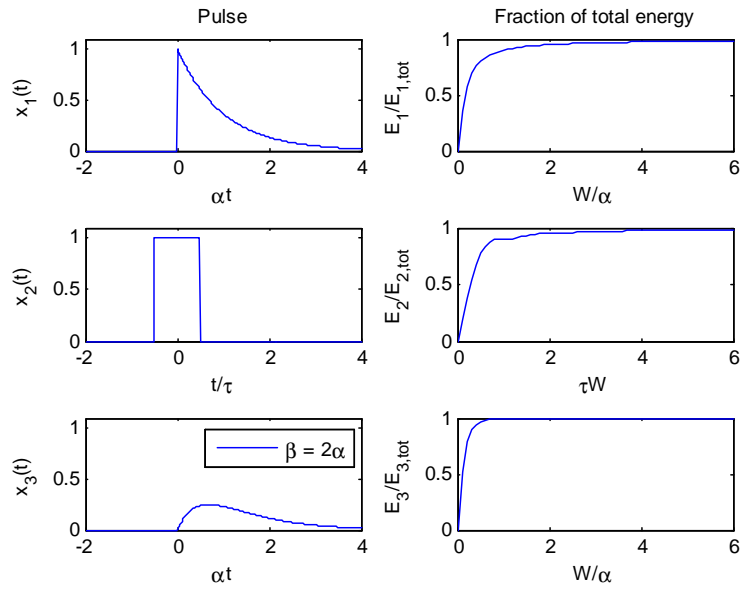 Pulse
Fraction of total energy
x₁(t)
1
0.5
0
-2 0 2 4
αt
E₁/E₁,tot
1
0.5
0
0 2 4 6
W/α
x₂(t)
1
0.5
0
-2 0 2 4
t/τ
E₂/E₂,tot
1
0.5
0
0 2 4 6
τW
x₃(t)
1
0.5
0
β = 2α
-2 0 2 4
αt
E₃/E₃,tot
1
0.5
0
0 2 4 6
W/α